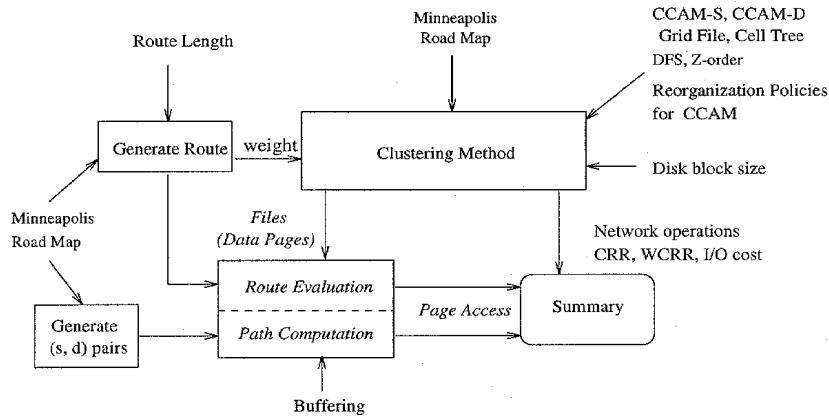 CCAM-S, CCAM-D
Grid File, Cell Tree
DFS, Z-order
Reorganization Policies
for CCAM
Minneapolis
Road Map
Route Length
Generate Route
weight
Clustering Method
Disk block size
Minneapolis
Road Map
Files
(Data Pages)
Network operations
CRR, WCRR, I/O cost
Route Evaluation
Path Computation
Page Access
Summary
Generate
(s, d) pairs
Buffering